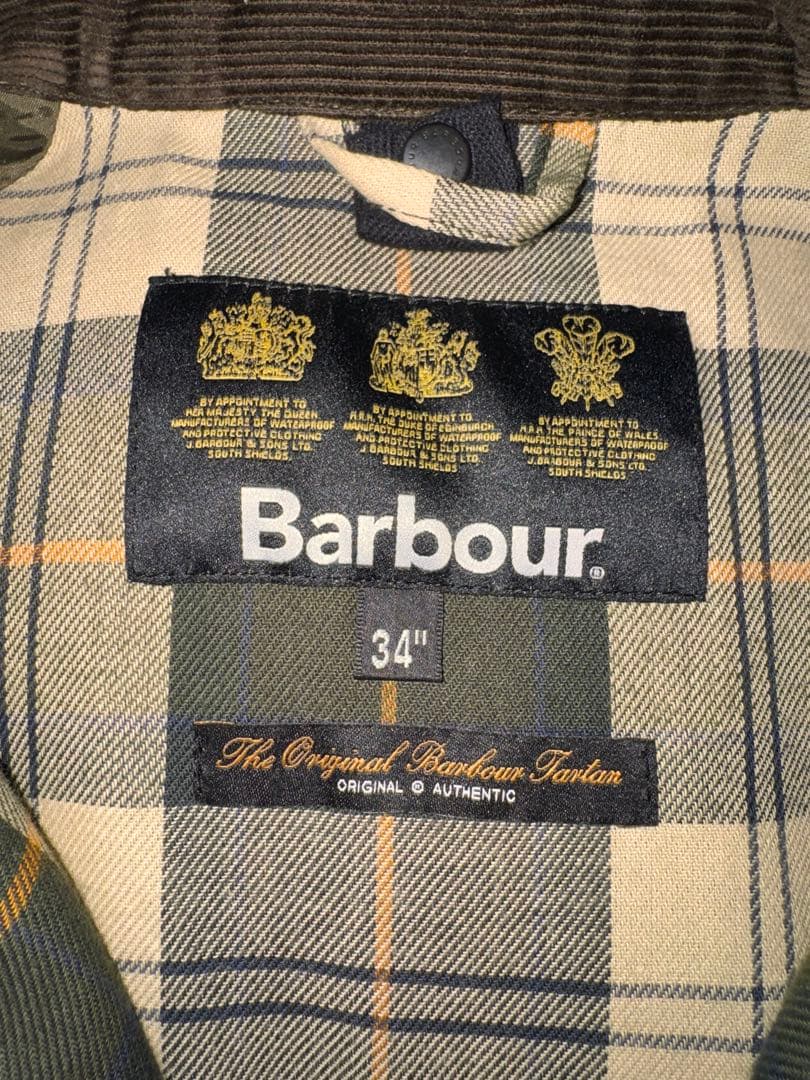 BY APPOINTMENT TO
HER MAJESTY THE QUEEN
MANUFACTURERS OF WATERPROOF
AND PROTECTIVE CLOTHING
J. BARBOUR & SONS LTD.
SOUTH SHIELDS
BY APPOINTMENT TO
H.R.H. THE DUKE OF EDINBURGH
MANUFACTURERS OF WATERPROOF
AND PROTECTIVE CLOTHING
J. BARBOUR & SONS LTD.
SOUTH SHIELDS
BY APPOINTMENT TO
H.R.H. THE PRINCE OF WALES
MANUFACTURERS OF WATERPROOF
AND PROTECTIVE CLOTHING
J. BARBOUR & SONS LTD.
SOUTH SHIELDS
Barbour®
34"
The Original Barbour Tartan
ORIGINAL © AUTHENTIC